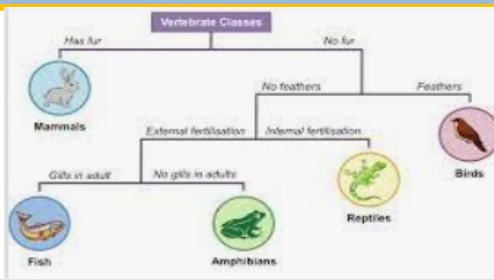 Vertebrate Classes
Has fur
No fur
No feathers
Feathers
Mammals
External fertilisation
Internal fertilisation
Birds
Gills in adult
No gills in adults
Reptiles
Fish
Amphibians